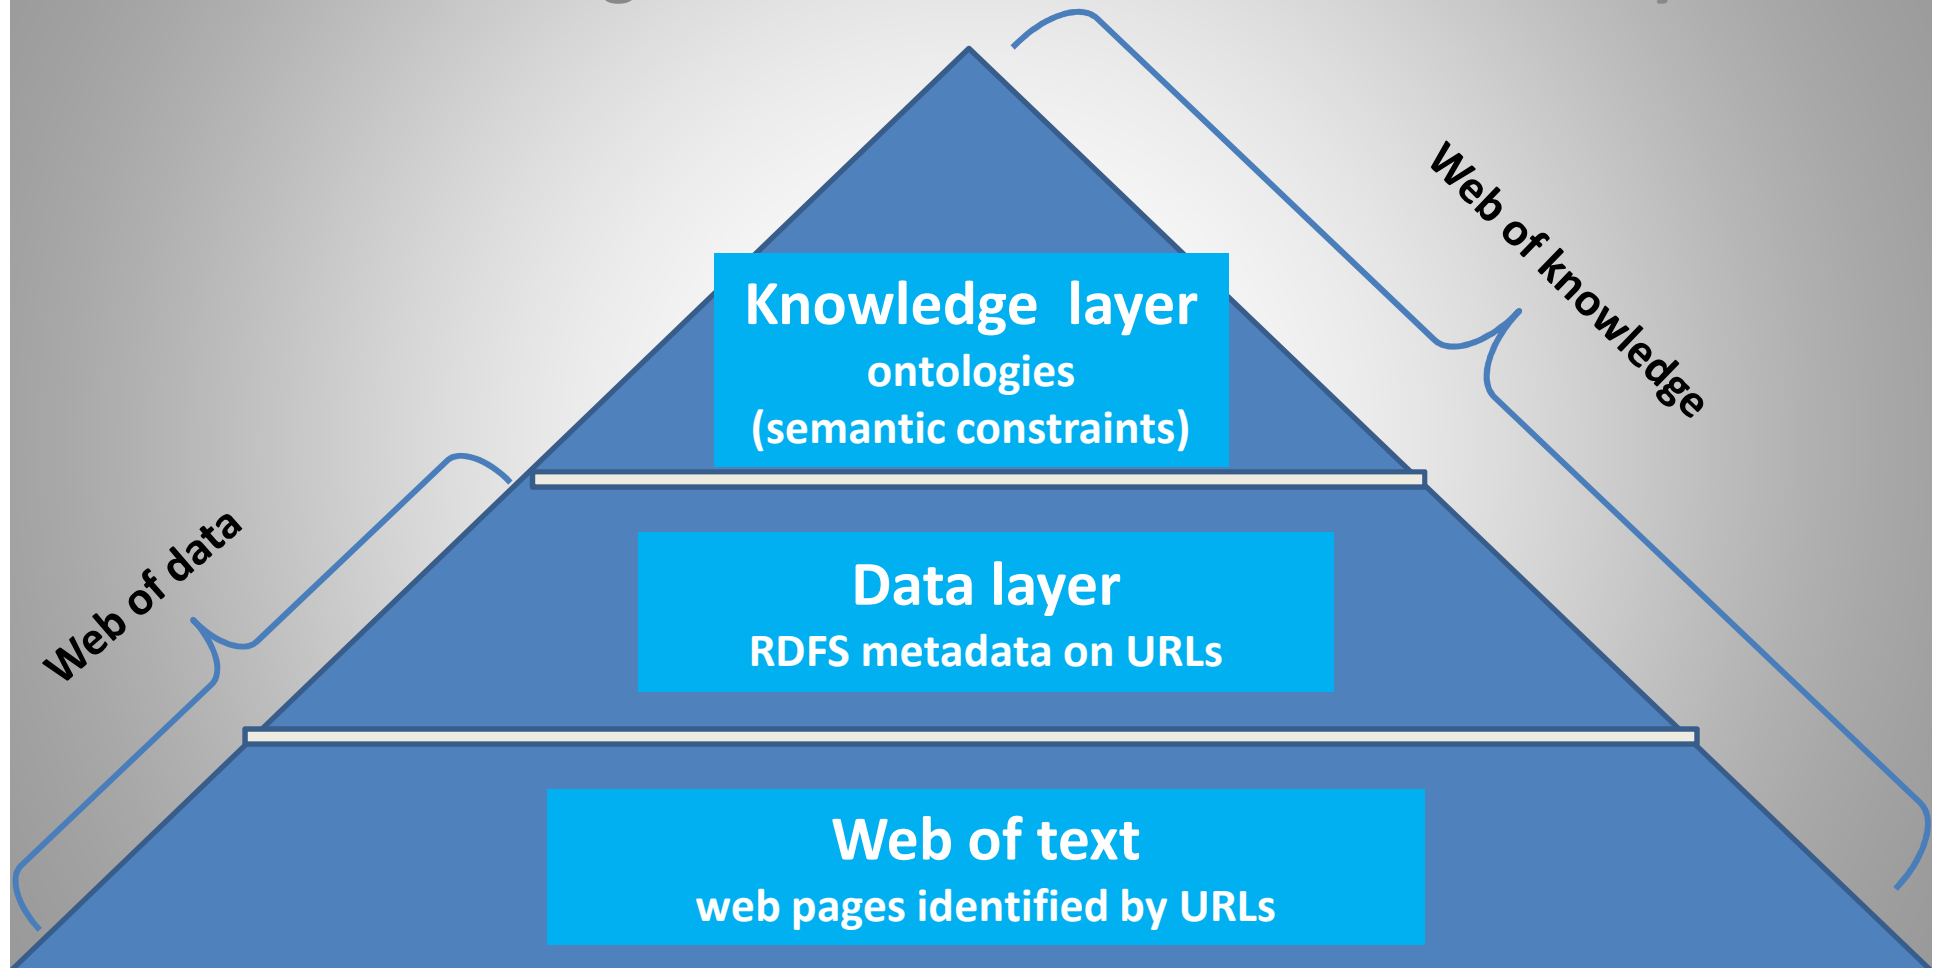 Web of knowledge
Knowledge  layer
ontologies
(semantic constraints)
Web of data
Data layer
RDFS metadata on URLs
Web of text
web pages identified by URLs